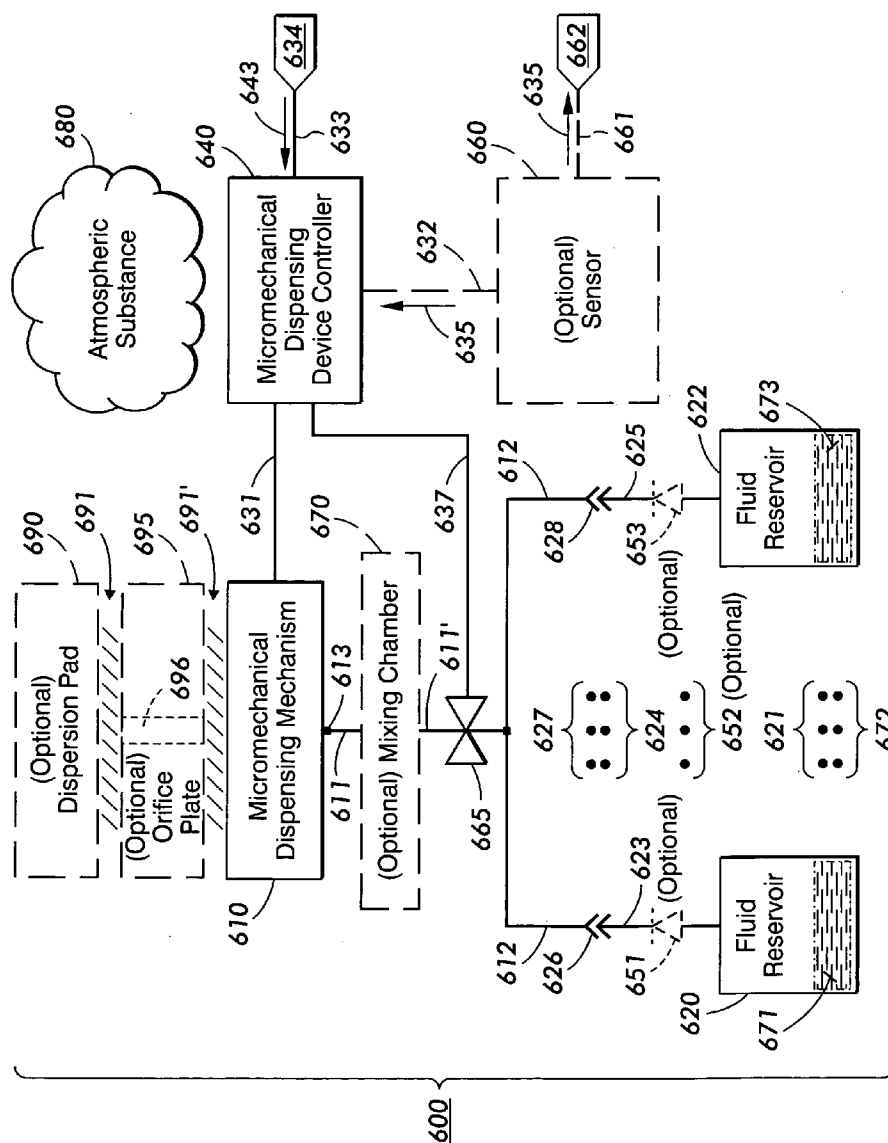 680
Atmospheric
Substance
643
634
633
640
Micromechanical
Dispensing
Device Controller
635
662
661
660
632
635
(Optional)
Sensor
690
691
695
691'
(Optional)
Dispersion Pad
696
(Optional)
Orifice
Plate
Micromechanical
Dispensing Mechanism
610
631
670
613
611
637
(Optional) Mixing Chamber
611'
665
612
628
625
653
(Optional)
622
673
Fluid
Reservoir
627
624
652 (Optional)
621
672
612
626
623
(Optional)
651
Fluid
Reservoir
620
671
600